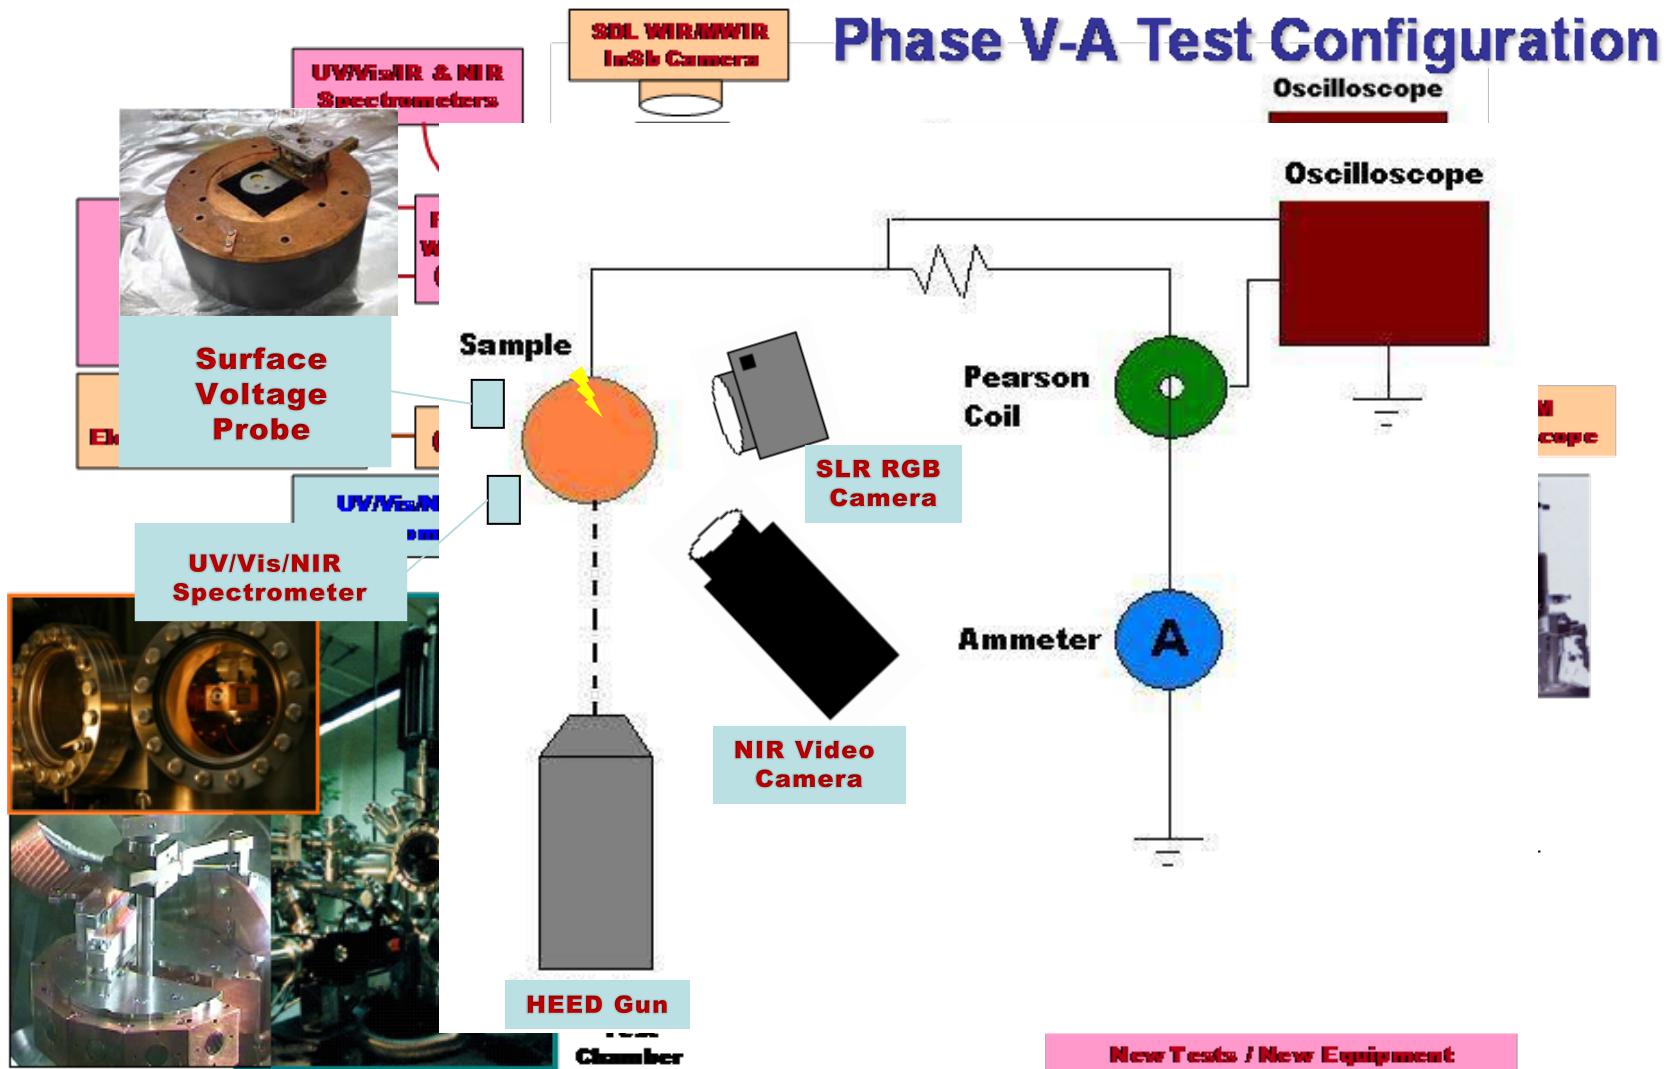 Phase V-A Test Configuration
SDL WIR/MWIR
InSb Camera
UV/Vis/IR & NIR
Spectrometers
Oscilloscope
Oscilloscope
Sample
Surface
Voltage
Probe
Pearson
Coil
SLR RGB
Camera
UV/Vis/N
UV/Vis/NIR
Spectrometer
Ammeter
A
NIR Video
Camera
HEED Gun
Chamber
New Tests / New Equipment